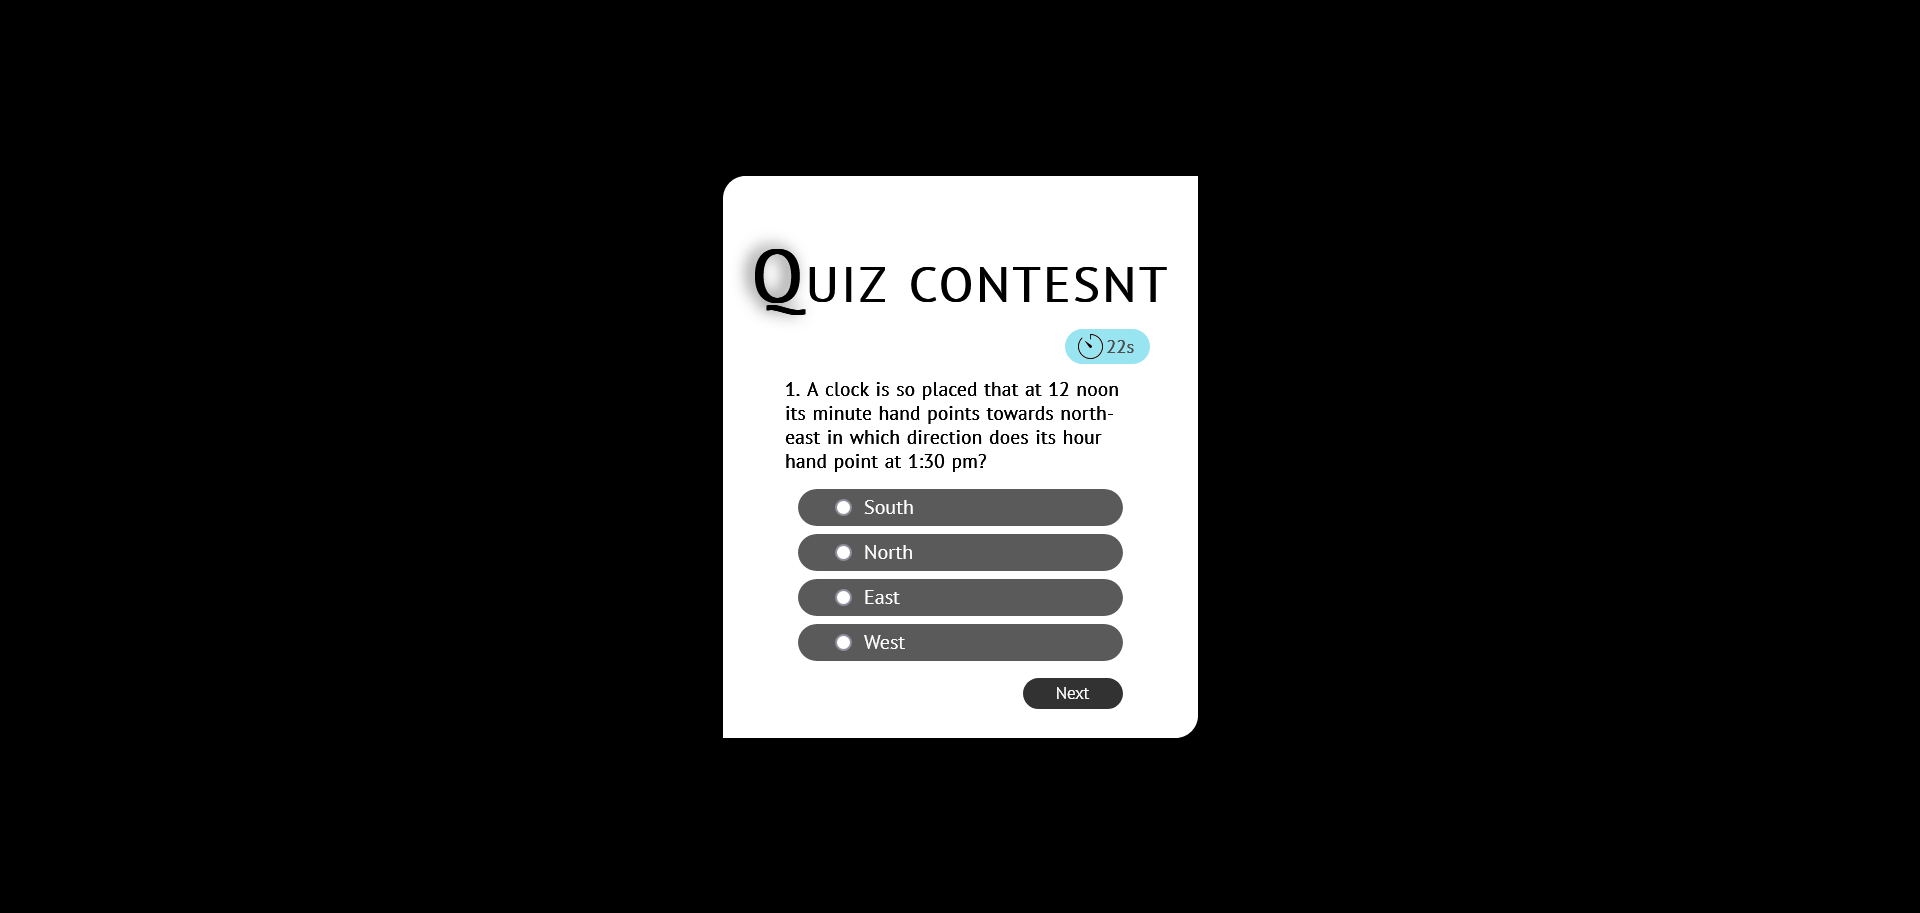 Quiz contesnt
22s
1. A clock is so placed that at 12 noon
its minute hand points towards north-
east in which direction does its hour
hand point at 1:30 pm?
South
North
East
West
Next